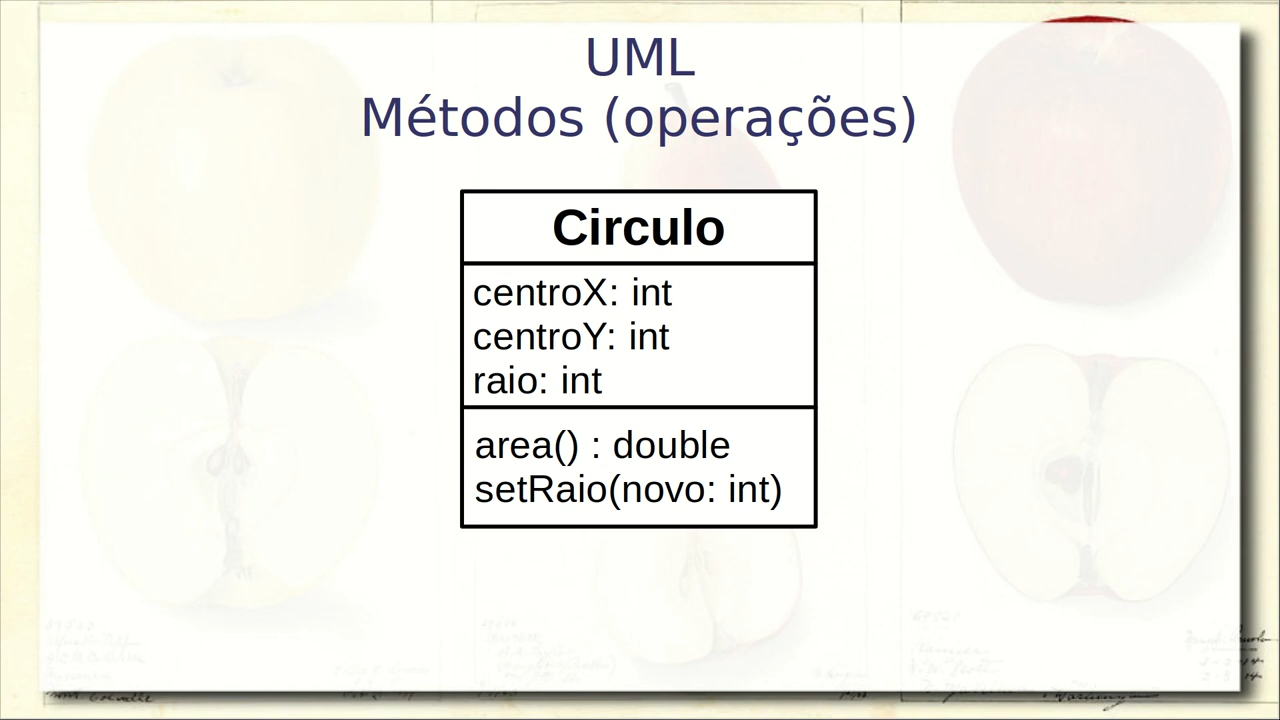 UML
Métodos (operações)
Circulo
centroX: int
centroY: int
raio: int
area() : double
setRaio(novo: int)